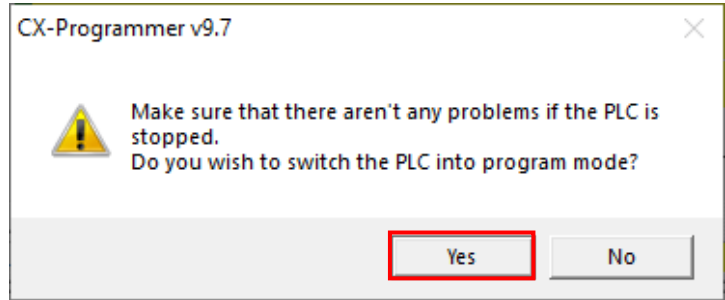 CX-Programmer v9.7
Make sure that there aren't any problems if the PLC is
stopped.
Do you wish to switch the PLC into program mode?
Yes
No